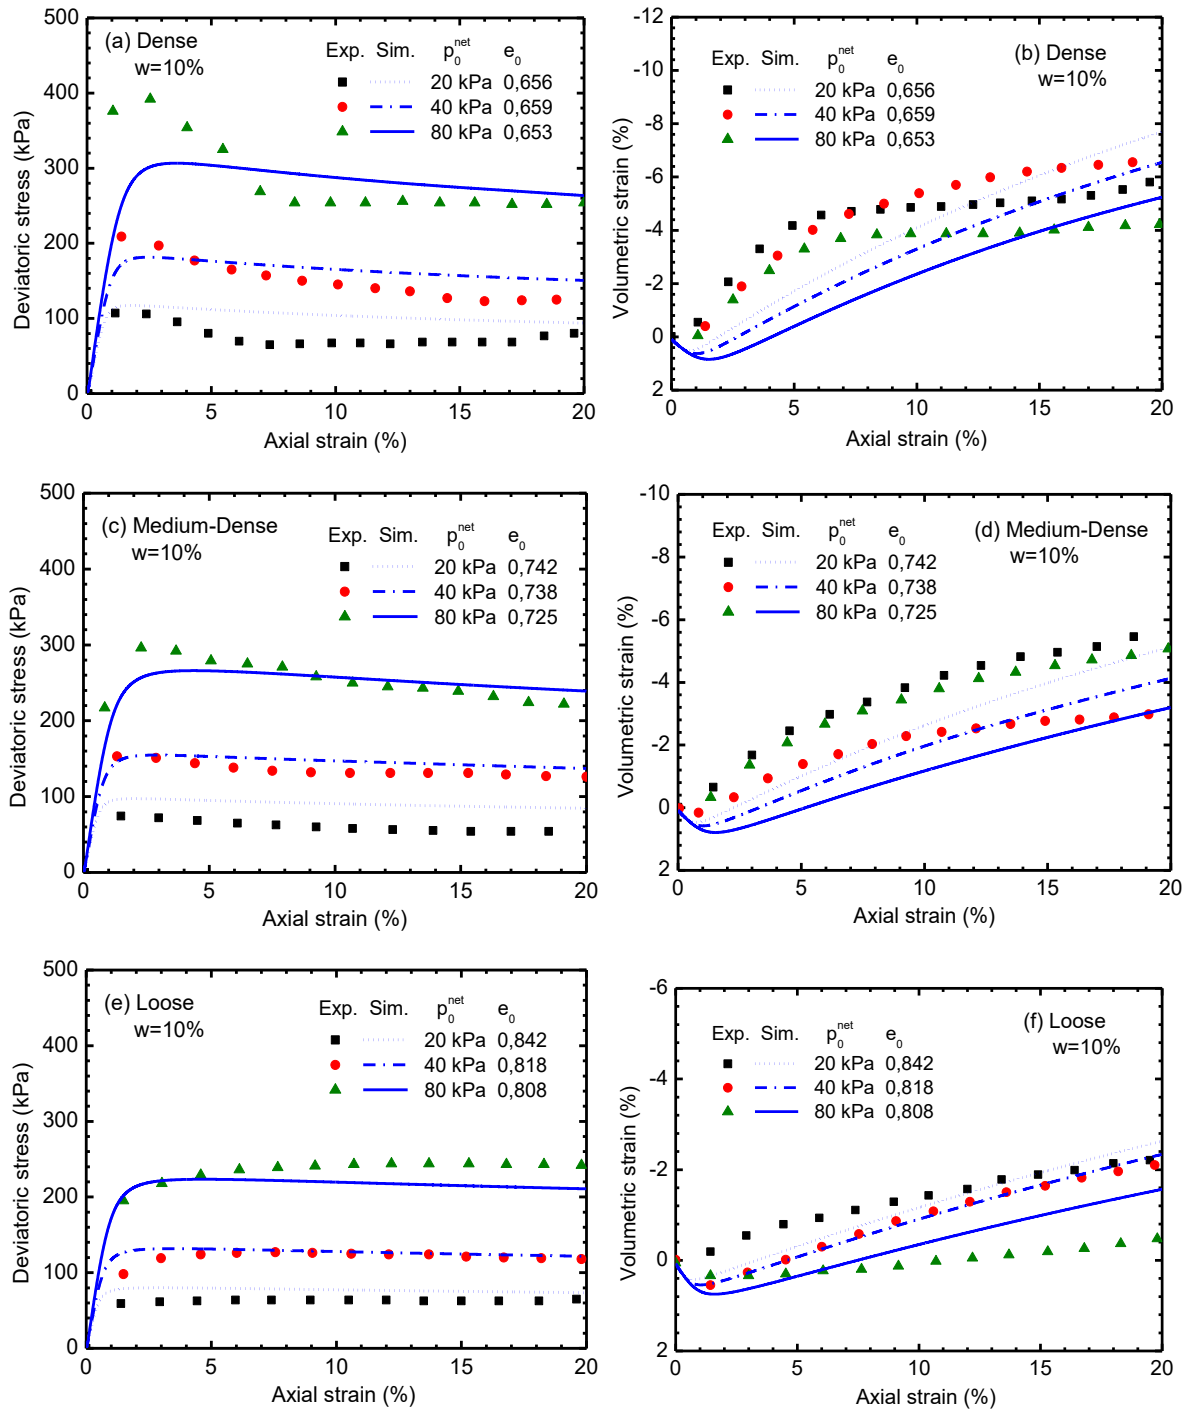 (a) Dense
w=10%
Exp. Sim. p₀ⁿᵉᵗ e₀
20 kPa 0,656
40 kPa 0,659
80 kPa 0,653
500
400
300
200
100
0
0 5 10 15 20
Deviatoric stress (kPa)
Axial strain (%)
(b) Dense
w=10%
Exp. Sim. p₀ⁿᵉᵗ e₀
20 kPa 0,656
40 kPa 0,659
80 kPa 0,653
-12
-10
-8
-6
-4
-2
0
2
0 5 10 15 20
Volumetric strain (%)
Axial strain (%)
(c) Medium-Dense
w=10%
Exp. Sim. p₀ⁿᵉᵗ e₀
20 kPa 0,742
40 kPa 0,738
80 kPa 0,725
500
400
300
200
100
0
0 5 10 15 20
Deviatoric stress (kPa)
Axial strain (%)
(d) Medium-Dense
w=10%
Exp. Sim. p₀ⁿᵉᵗ e₀
20 kPa 0,742
40 kPa 0,738
80 kPa 0,725
-10
-8
-6
-4
-2
0
2
0 5 10 15 20
Volumetric strain (%)
Axial strain (%)
(e) Loose
w=10%
Exp. Sim. p₀ⁿᵉᵗ e₀
20 kPa 0,842
40 kPa 0,818
80 kPa 0,808
500
400
300
200
100
0
0 5 10 15 20
Deviatoric stress (kPa)
Axial strain (%)
(f) Loose
w=10%
Exp. Sim. p₀ⁿᵉᵗ e₀
20 kPa 0,842
40 kPa 0,818
80 kPa 0,808
-6
-4
-2
0
2
0 5 10 15 20
Volumetric strain (%)
Axial strain (%)